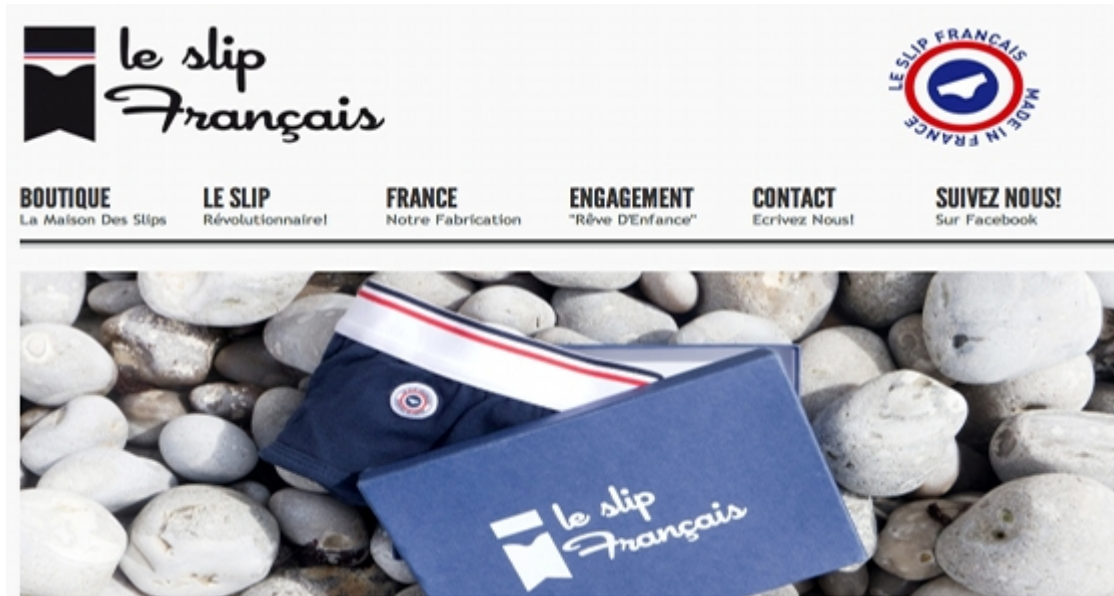 le slip
Français
LE SLIP FRANÇAIS MADE IN FRANCE
BOUTIQUE
La Maison Des Slips
LE SLIP
Révolutionnaire!
FRANCE
Notre Fabrication
ENGAGEMENT
"Rêve D'Enfance"
CONTACT
Ecrivez Nous!
SUIVEZ NOUS!
Sur Facebook
le slip
Français